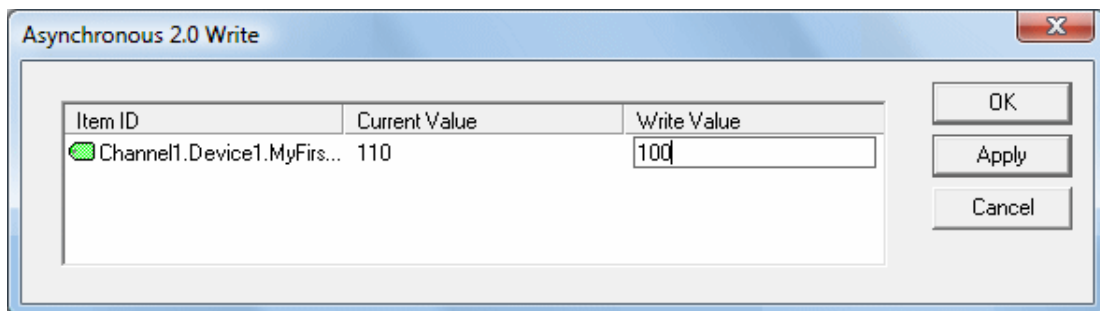 Asynchronous 2.0 Write
Item ID Current Value Write Value
Channel1.Device1.MyFirs... 110 100
OK
Apply
Cancel